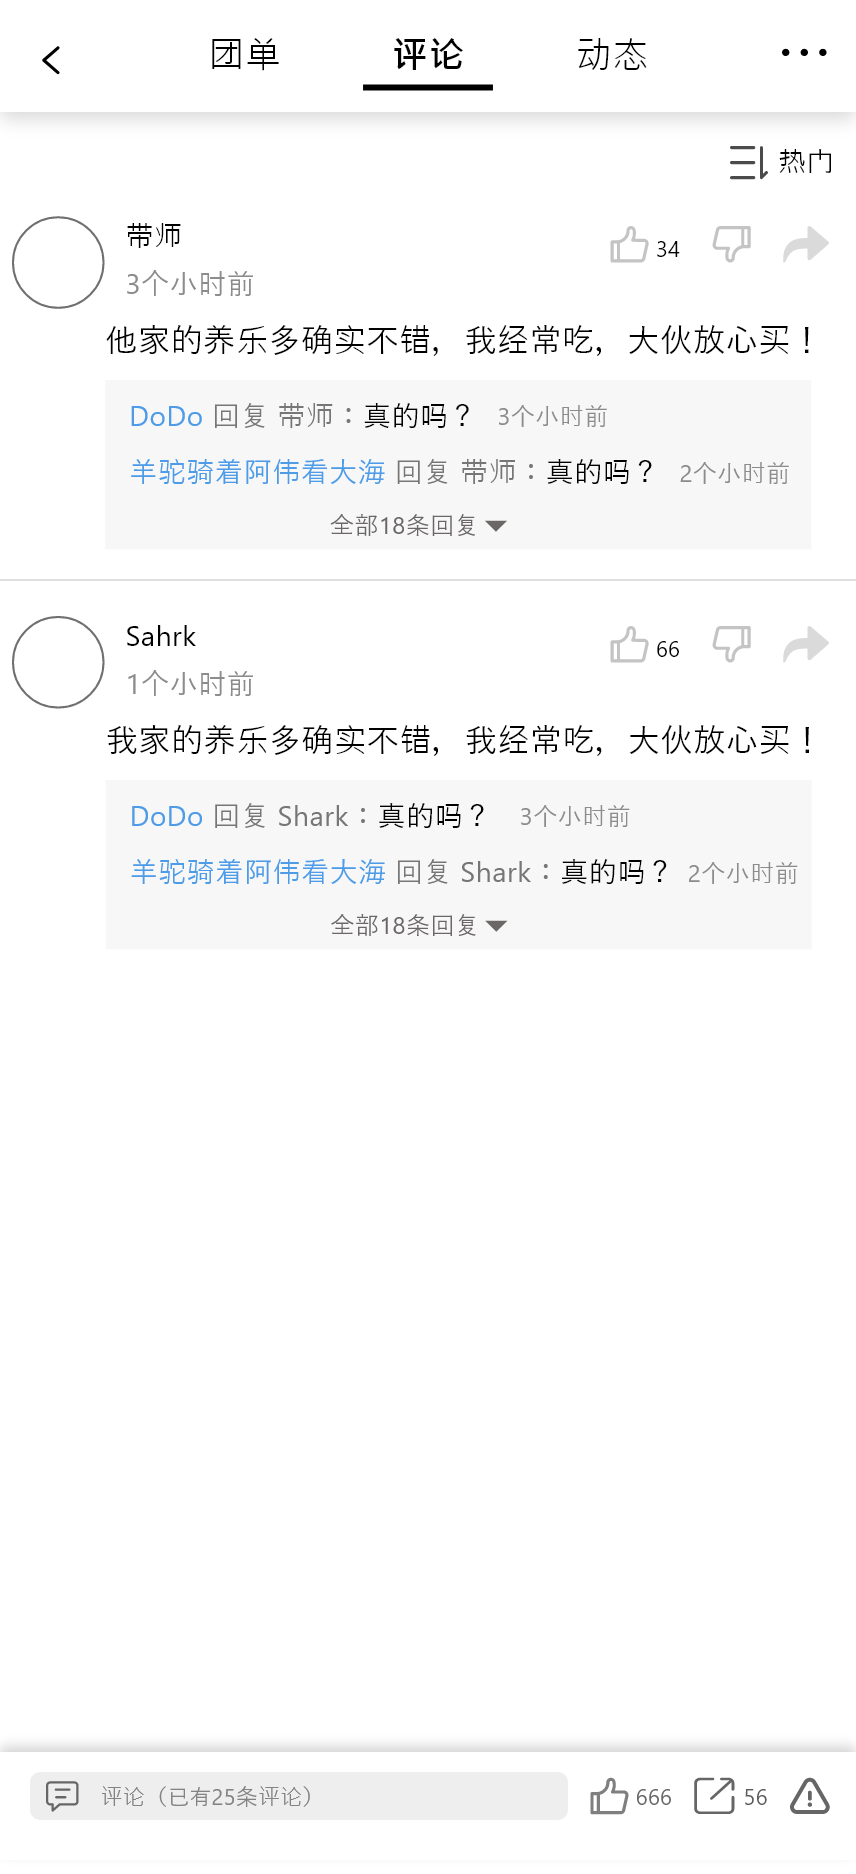 团单 评论 动态
热门
带师 34
3个小时前
他家的养乐多确实不错，我经常吃，大伙放心买！
DoDo 回复 带师：真的吗？ 3个小时前
羊驼骑着阿伟看大海 回复 带师：真的吗？ 2个小时前
全部18条回复
Sahrk 66
1个小时前
我家的养乐多确实不错，我经常吃，大伙放心买！
DoDo 回复 Shark：真的吗？ 3个小时前
羊驼骑着阿伟看大海 回复 Shark：真的吗？ 2个小时前
全部18条回复
评论（已有25条评论） 666 56